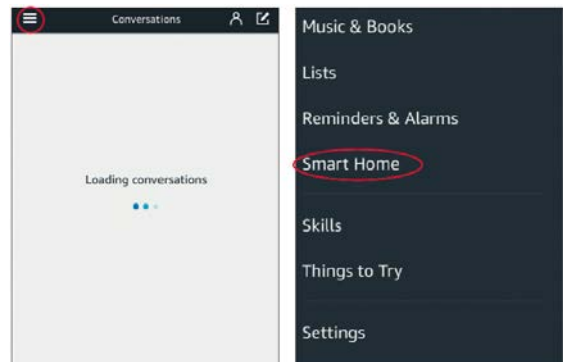 Conversations
Loading conversations
Music & Books
Lists
Reminders & Alarms
Smart Home
Skills
Things to Try
Settings